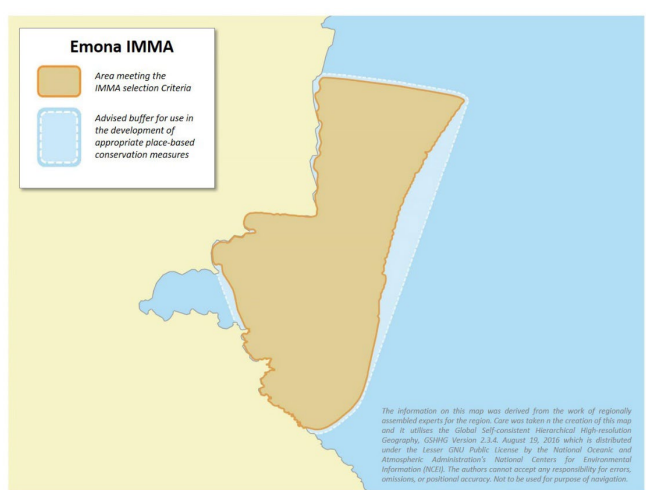 Emona IMMA
Area meeting the
IMMA selection Criteria
Advised buffer for use in
the development of
appropriate place-based
conservation measures
The information on this map was derived from the work of regionally
assembled experts for the region. Care was taken n the creation of this map
and it utilises the Global Self-consistent Hierarchical High-resolution
Geography, GSHHG Version 2.3.4. August 19, 2016 which is distributed
under the Lesser GNU Public License by the National Oceanic and
Atmospheric Administration's National Centers for Environmental
Information (NCEI). The authors cannot accept any responsibility for errors,
omissions, or positional accuracy. Not to be used for purpose of navigation.